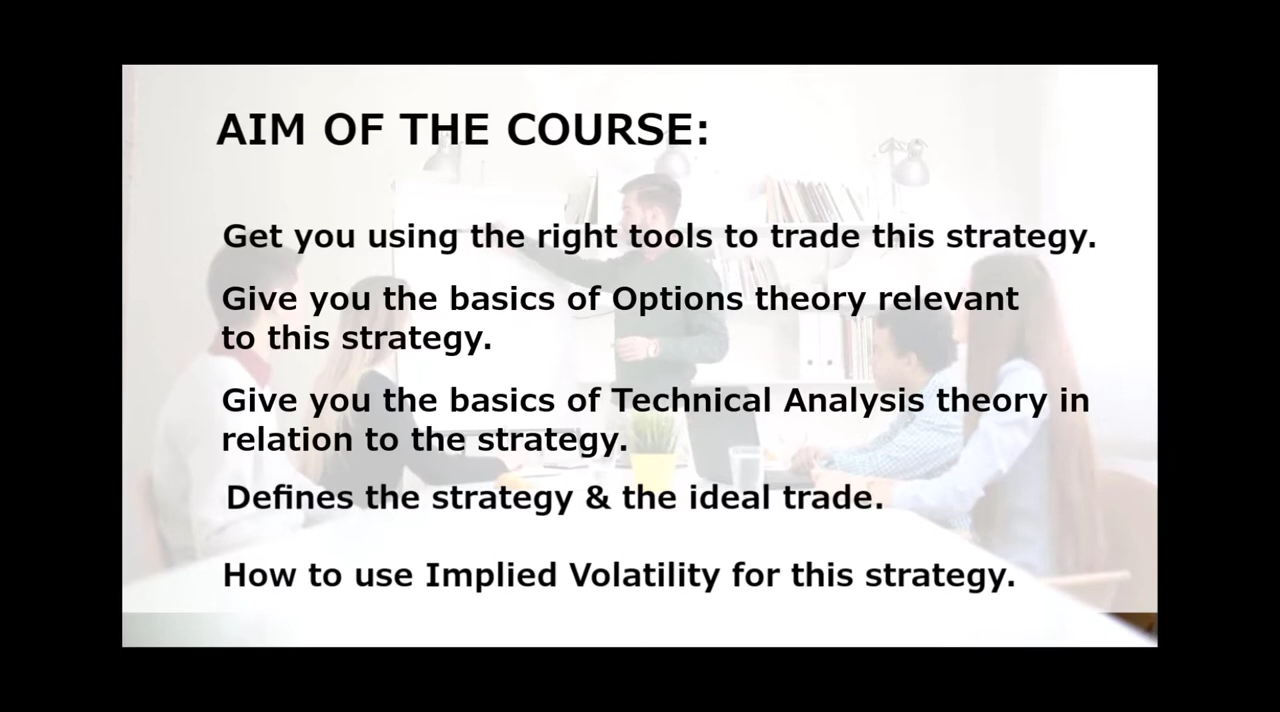 AIM OF THE COURSE:
Get you using the right tools to trade this strategy.
Give you the basics of Options theory relevant
to this strategy.
Give you the basics of Technical Analysis theory in
relation to the strategy.
Defines the strategy & the ideal trade.
How to use Implied Volatility for this strategy.